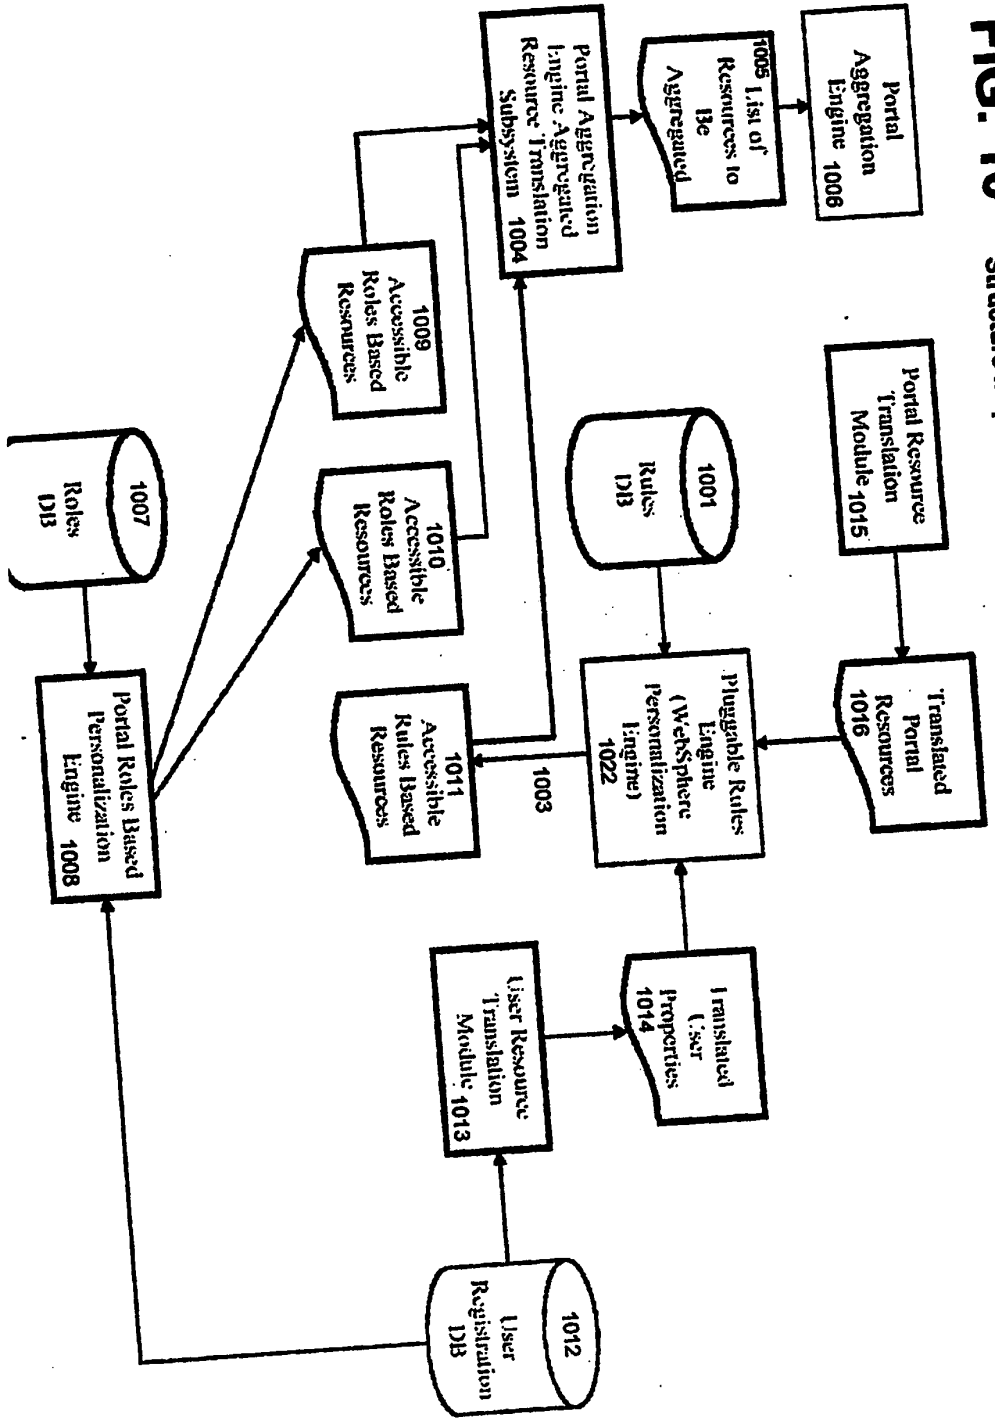 FIG. 10
Portal
Aggregation
Engine 1006
1005 List of
Resources to
Be
Aggregated
Portal Aggregation
Engine Aggregated
Resource Translation
Subsystem 1004
1009
Accessible
Roles Based
Resources
1010
Accessible
Roles Based
Resources
1007
Roles
DB
Portal Resource
Translation
Module 1015
1001
Rules
DB
Translated
Portal
Resources
1016
Pluggable Rules
Engine
(WebSphere
Personalization
Engine)
1022
1003
Accessible
Rules Based
Resources
1011
Portal Roles Based
Personalization
Engine 1008
Translated
User
Properties
1014
User Resource
Translation
Module 1013
1012
User
Registration
DB